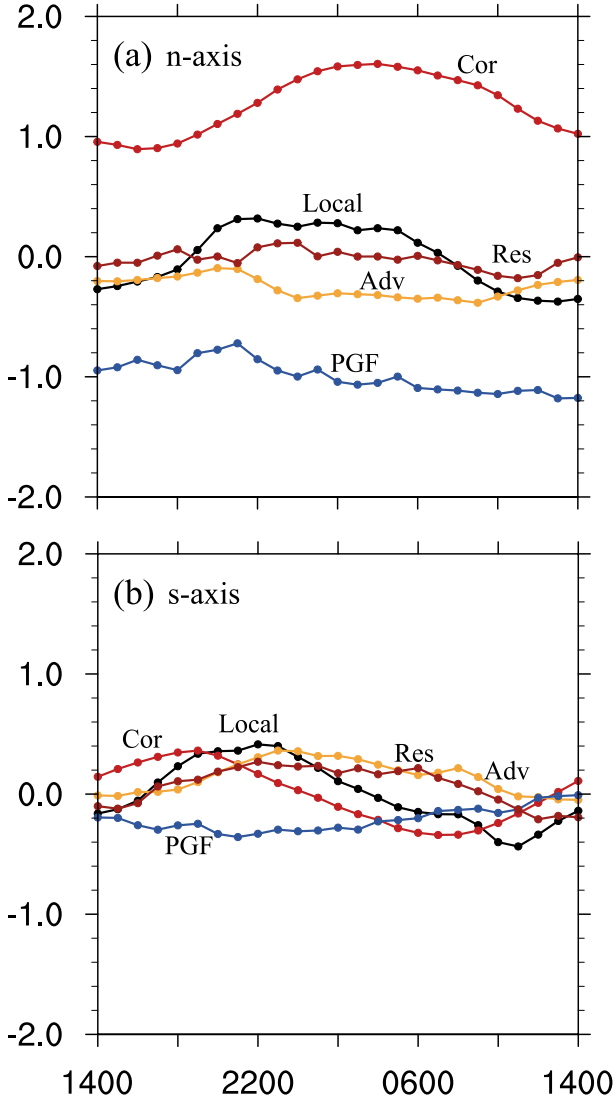 2.0
(a) n-axis
Cor
1.0
Local
0.0
Res
Adv
PGF
-1.0
-2.0
2.0
(b) s-axis
1.0
Cor
Local
Res
Adv
0.0
PGF
-1.0
-2.0
1400 2200 0600 1400